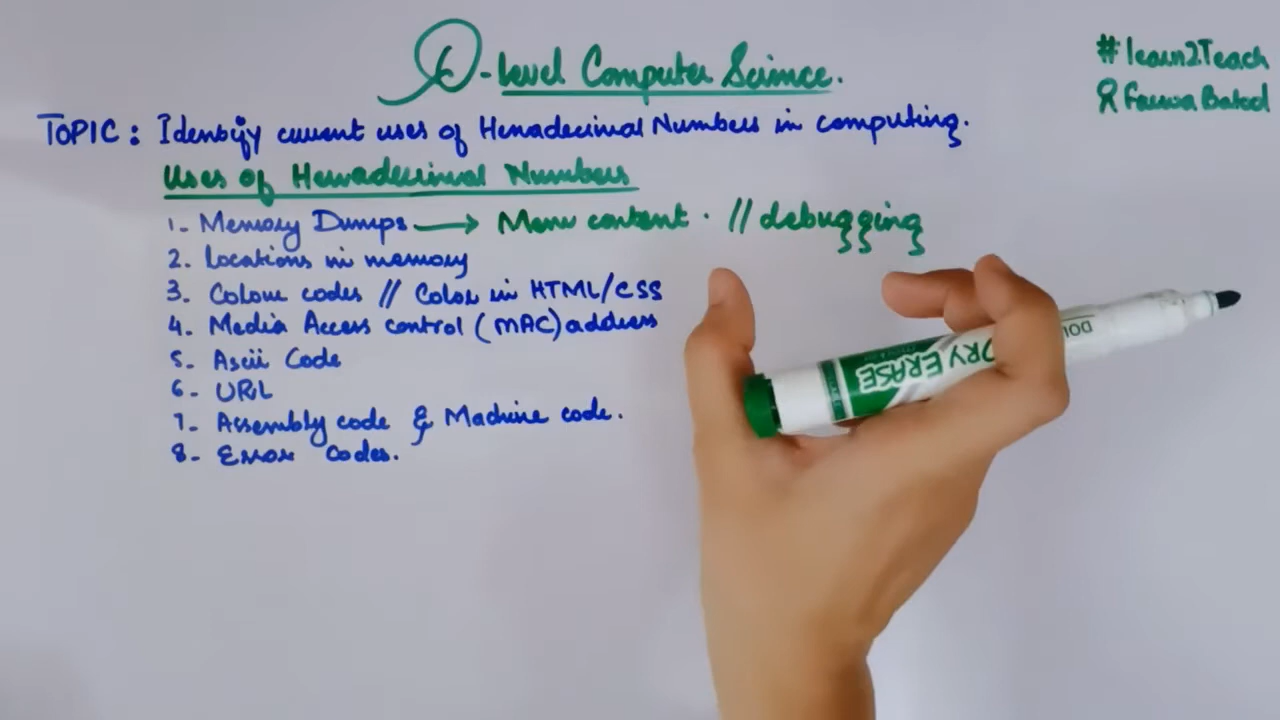 O-level Computer Science.
#learn2Teach
TOPIC: Identify current uses of Hexadecimal Numbers in computing.
Uses of Hexadecimal Numbers
1. Memory Dumps → Mem content. // debugging
2. Locations in memory
3. Colour codes // Color in HTML/CSS
4. Media Access control (MAC) address
5. Ascii Code
6- URL
7. Assembly code & Machine code.
8- Error Codes.
DRY ERASE